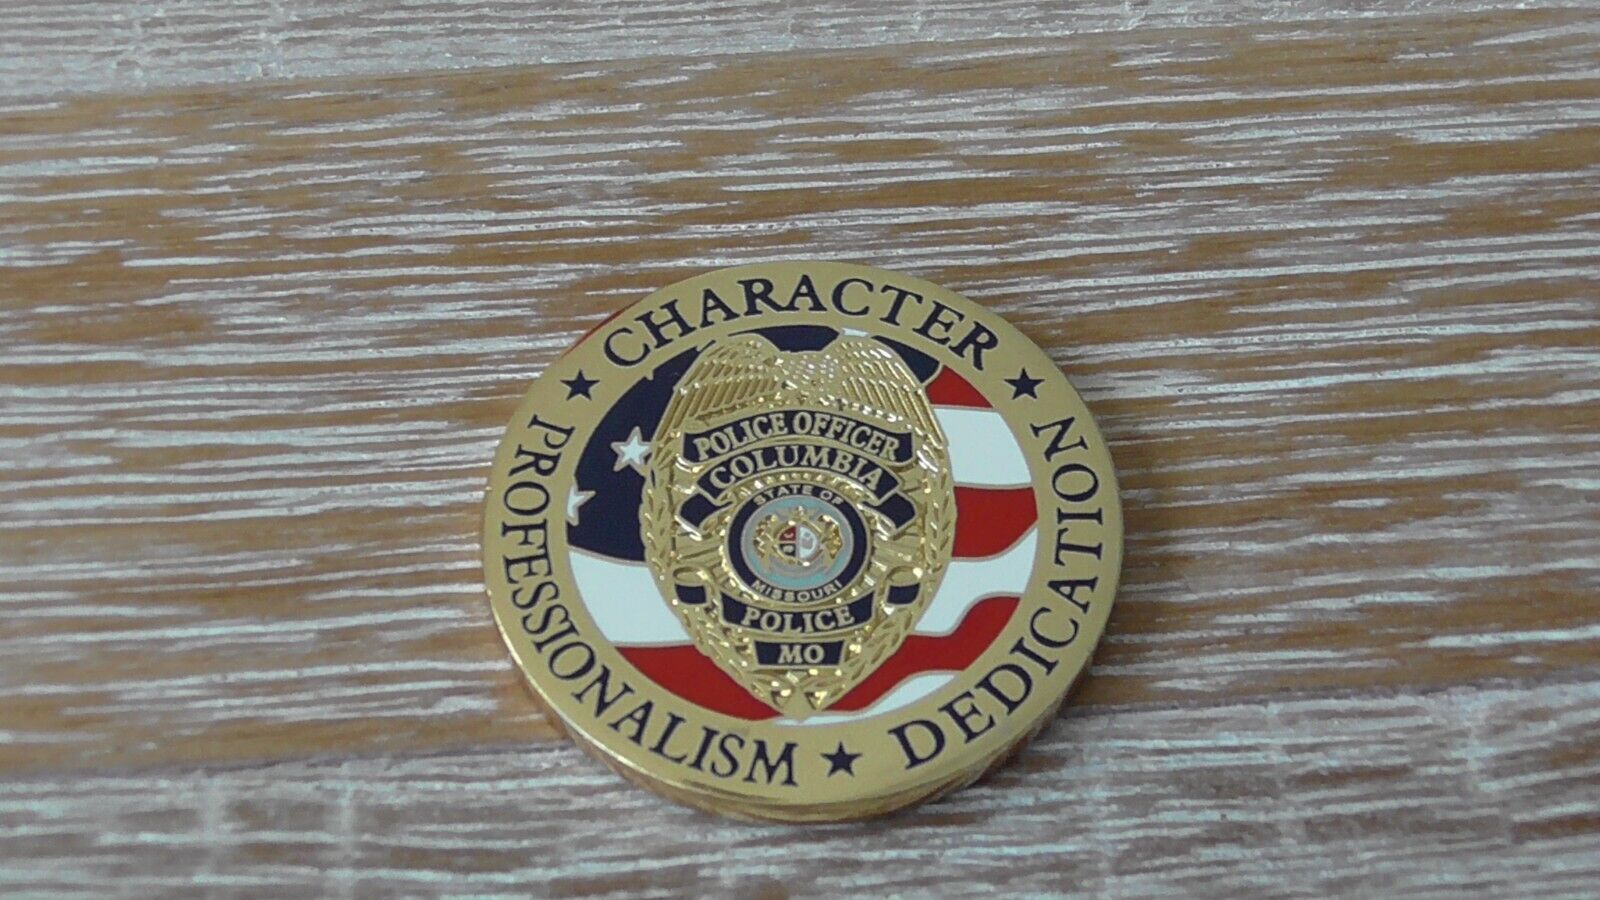 ★ CHARACTER ★
PROFESSIONALISM ★ DEDICATION
POLICE OFFICER
COLUMBIA
STATE OF
MISSOURI
POLICE
MO